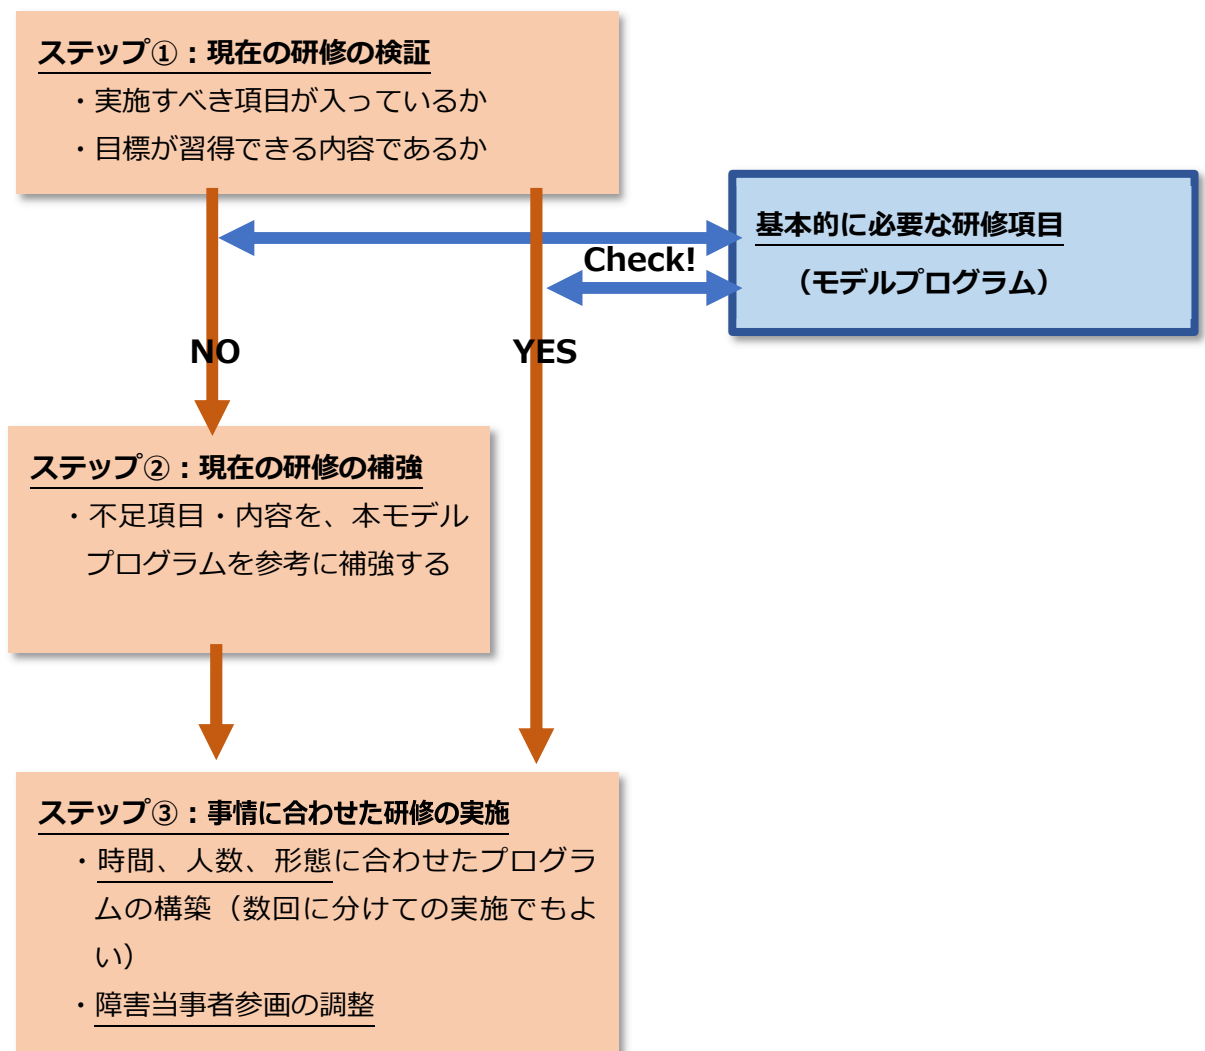 ステップ①：現在の研修の検証
・実施すべき項目が入っているか
・目標が習得できる内容であるか
基本的に必要な研修項目
（モデルプログラム）
Check!
NO
YES
ステップ②：現在の研修の補強
・不足項目・内容を、本モデル
プログラムを参考に補強する
ステップ③：事情に合わせた研修の実施
・時間、人数、形態に合わせたプログラ
ムの構築（数回に分けての実施でもよ
い）
・障害当事者参画の調整